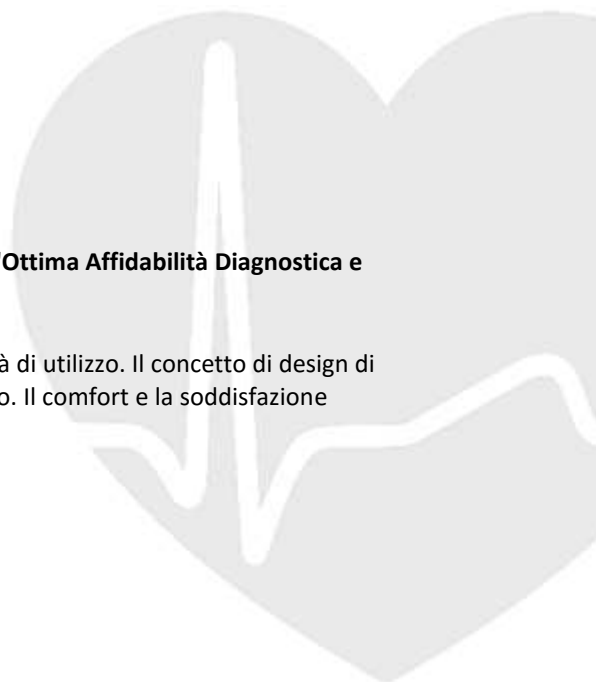 'Ottima Affidabilità Diagnostica e
à di utilizzo. Il concetto di design di
o. Il comfort e la soddisfazione